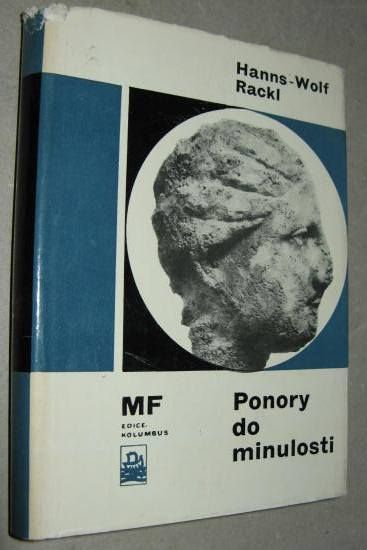 Hanns-Wolf
Rackl
MF
EDICE
KOLUMBUS
Ponory
do
minulosti